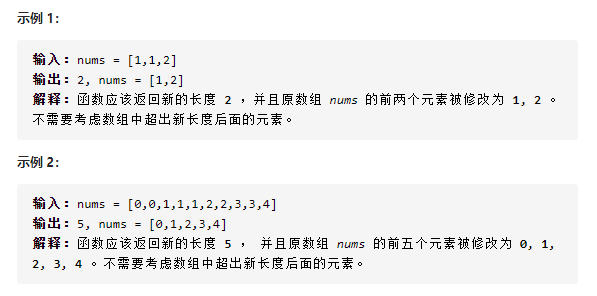 示例 1：
输入：nums = [1,1,2]
输出：2, nums = [1,2]
解释：函数应该返回新的长度 2 ，并且原数组 nums 的前两个元素被修改为 1, 2 。
不需要考虑数组中超出新长度后面的元素。
示例 2：
输入：nums = [0,0,1,1,1,2,2,3,3,4]
输出：5, nums = [0,1,2,3,4]
解释：函数应该返回新的长度 5 ， 并且原数组 nums 的前五个元素被修改为 0, 1,
2, 3, 4 。不需要考虑数组中超出新长度后面的元素。